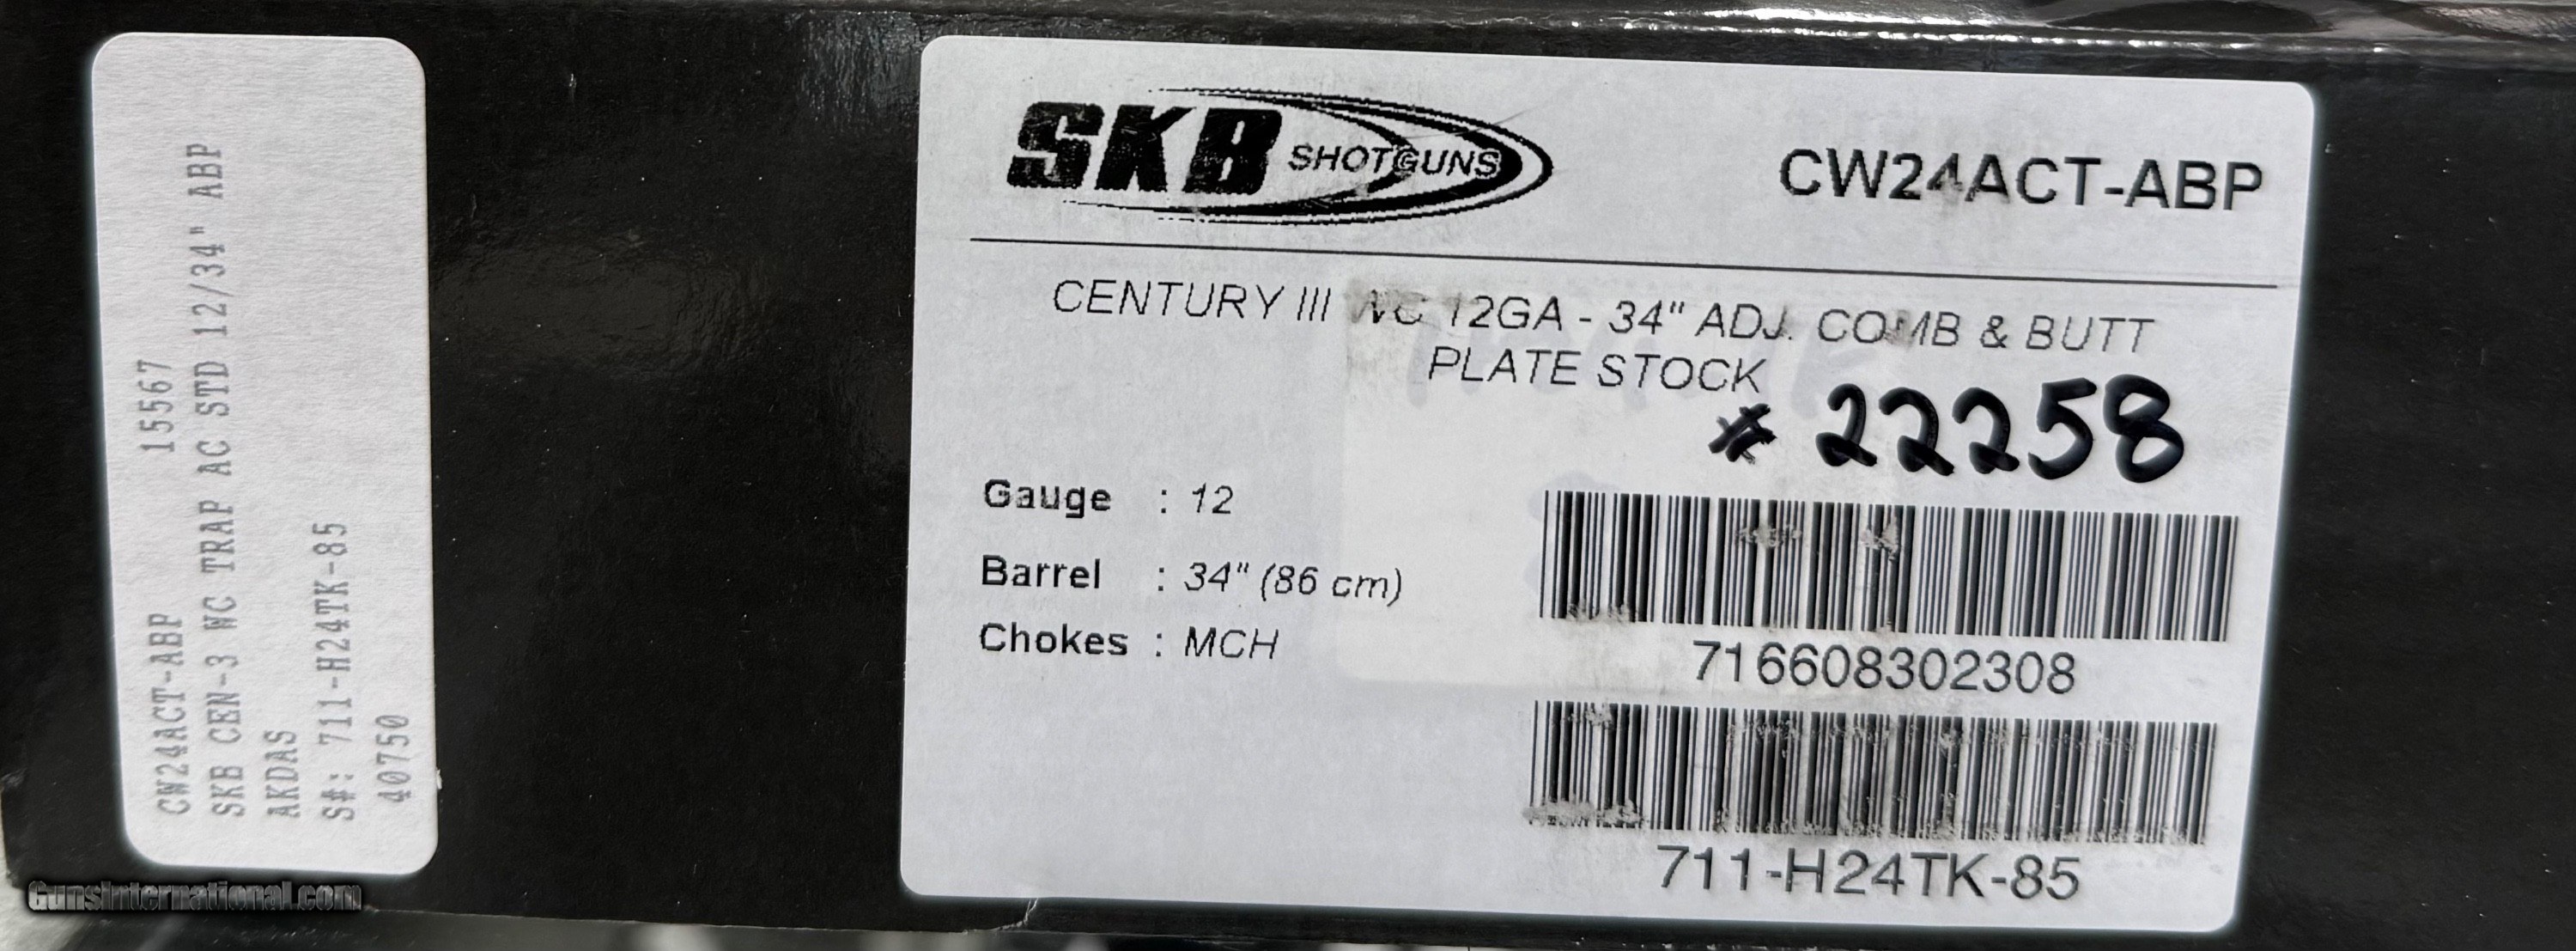 CW24ACT-ABP 15567
SKB CEN-3 WC TRAP AC STD 12/34" ABP
AKDAS
S#: 711-H24TK-85
40750
SKB SHOTGUNS
CW24ACT-ABP
CENTURY III WC 12GA - 34" ADJ. COMB & BUTT
PLATE STOCK
# 22258
Gauge : 12
Barrel : 34" (86 cm)
Chokes : MCH
716608302308
711-H24TK-85
GunsInternational.com